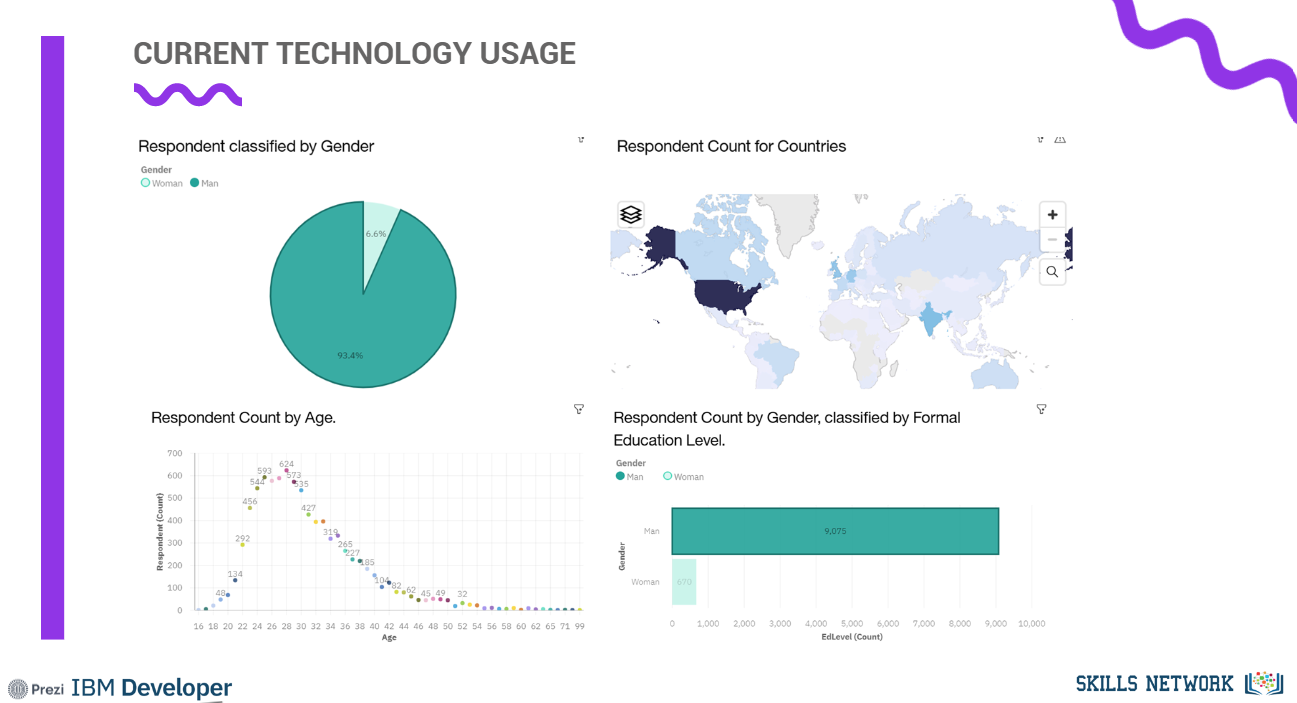 CURRENT TECHNOLOGY USAGE
Respondent classified by Gender
Gender
Woman Man
6.6%
93.4%
Respondent Count for Countries
+
−
Respondent Count by Age.
Respondent (Count)
700
600
500
400
300
200
100
0
48
134
292
456
544
593
624
573
535
427
319
265
227
185
104
82
62
45
49
32
16 18 20 22 24 26 28 30 32 34 36 38 40 42 44 46 48 50 52 54 56 58 60 62 65 71 99
Age
Respondent Count by Gender, classified by Formal
Education Level.
Gender
Man Woman
Gender
Man
9,075
Woman
670
0 1,000 2,000 3,000 4,000 5,000 6,000 7,000 8,000 9,000 10,000
EdLevel (Count)
Prezi IBM Developer
SKILLS NETWORK